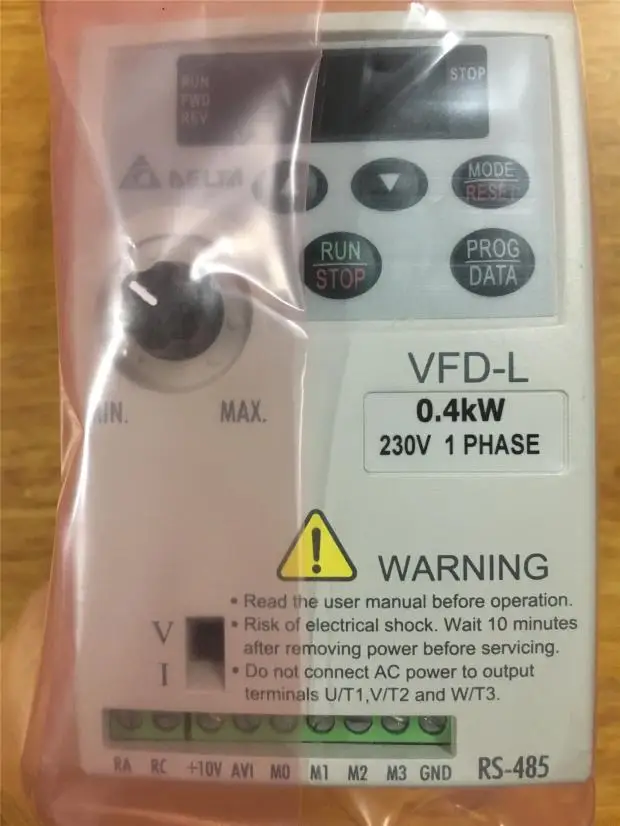 RUN STOP
FWD
REV
DELTA
MODE
RESET
RUN
STOP
PROG
DATA
MIN. MAX.
VFD-L
0.4kW
230V 1 PHASE
WARNING
• Read the user manual before operation.
• Risk of electrical shock. Wait 10 minutes
after removing power before servicing.
• Do not connect AC power to output
terminals U/T1,V/T2 and W/T3.
V
I
RA RC +10V AVI M0 M1 M2 M3 GND RS-485